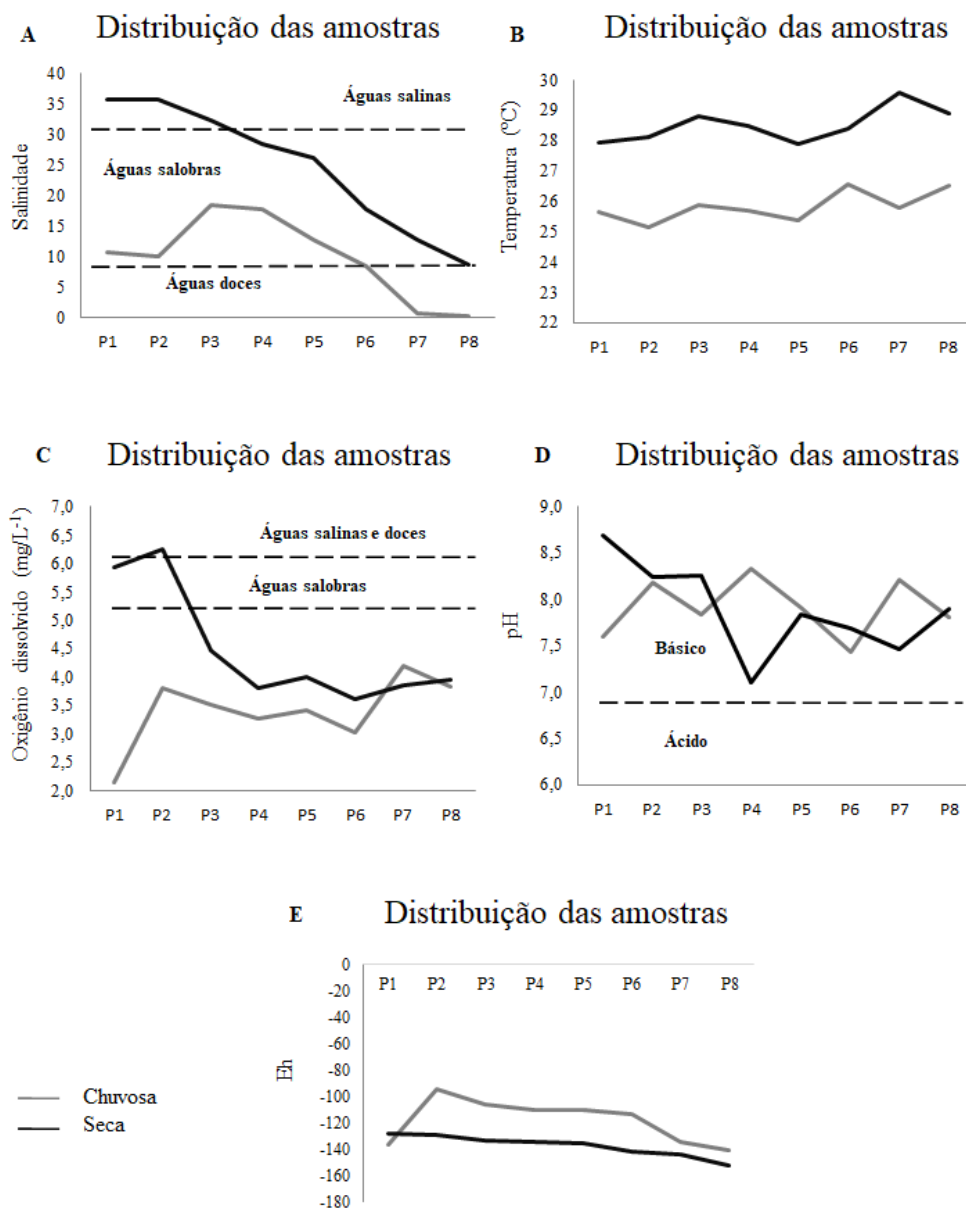 A Distribuição das amostras
Salinidade
40
35
30
25
20
15
10
5
0
Águas salinas
Águas salobras
Águas doces
P1 P2 P3 P4 P5 P6 P7 P8
B Distribuição das amostras
Temperatura (ºC)
30
29
28
27
26
25
24
23
22
P1 P2 P3 P4 P5 P6 P7 P8
C Distribuição das amostras
Oxigênio dissolvido (mg/L-1)
7,0
6,5
6,0
5,5
5,0
4,5
4,0
3,5
3,0
2,5
2,0
Águas salinas e doces
Águas salobras
P1 P2 P3 P4 P5 P6 P7 P8
D Distribuição das amostras
pH
9,0
8,5
8,0
7,5
7,0
6,5
6,0
Básico
Ácido
P1 P2 P3 P4 P5 P6 P7 P8
E Distribuição das amostras
Eh
0
-20
-40
-60
-80
-100
-120
-140
-160
-180
P1 P2 P3 P4 P5 P6 P7 P8
Chuvosa
Seca